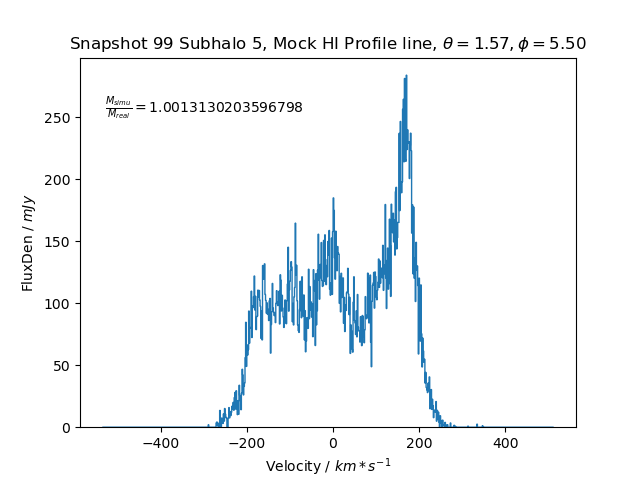 Snapshot 99 Subhalo 5, Mock HI Profile line, θ = 1.57, ϕ = 5.50
M_simu/M_real = 1.0013130203596798
FluxDen / mJy
250
200
150
100
50
0
−400 −200 0 200 400
Velocity / km * s⁻¹